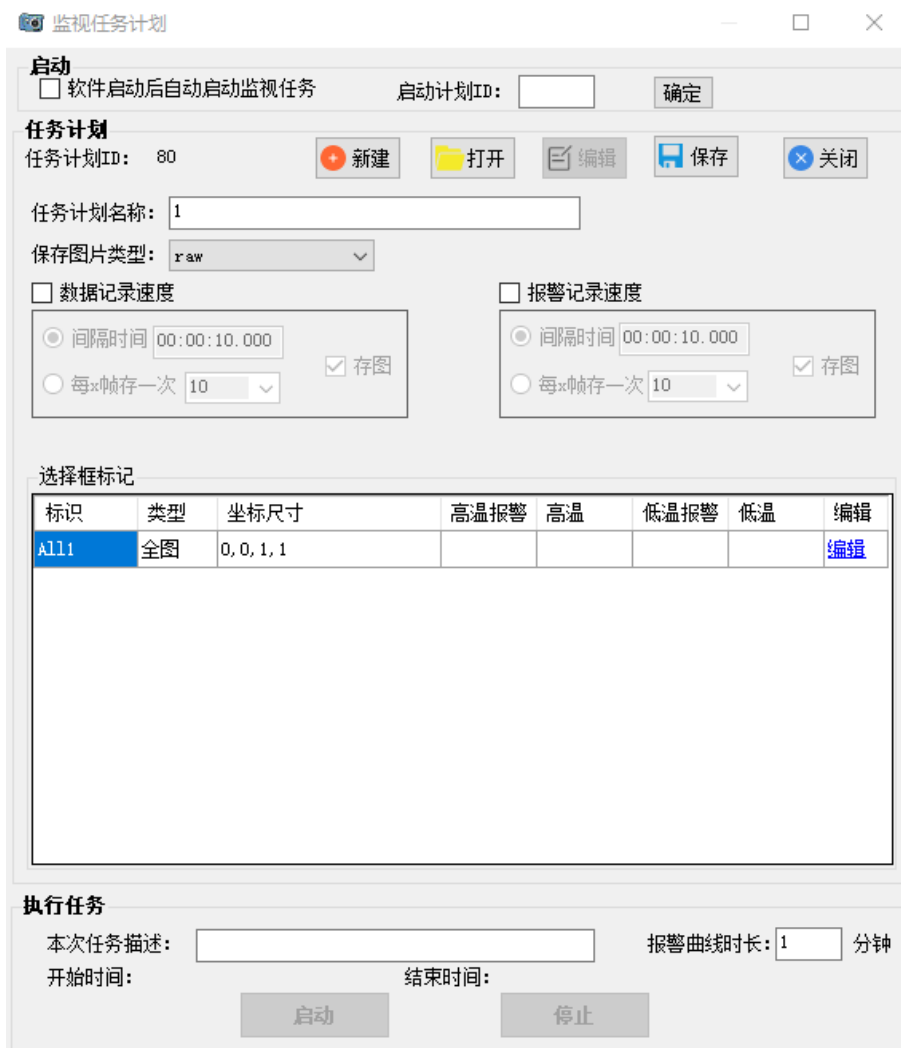 监视任务计划
启动
软件启动后自动启动监视任务 启动计划ID: 确定
任务计划
任务计划ID: 80 新建 打开 编辑 保存 关闭
任务计划名称: 1
保存图片类型: raw
数据记录速度 报警记录速度
间隔时间 00:00:10.000 存图 间隔时间 00:00:10.000 存图
每x帧存一次 10 每x帧存一次 10
选择框标记
标识 类型 坐标尺寸 高温报警 高温 低温报警 低温 编辑
All1 全图 0,0,1,1 编辑
执行任务
本次任务描述: 报警曲线时长: 1 分钟
开始时间: 结束时间:
启动 停止